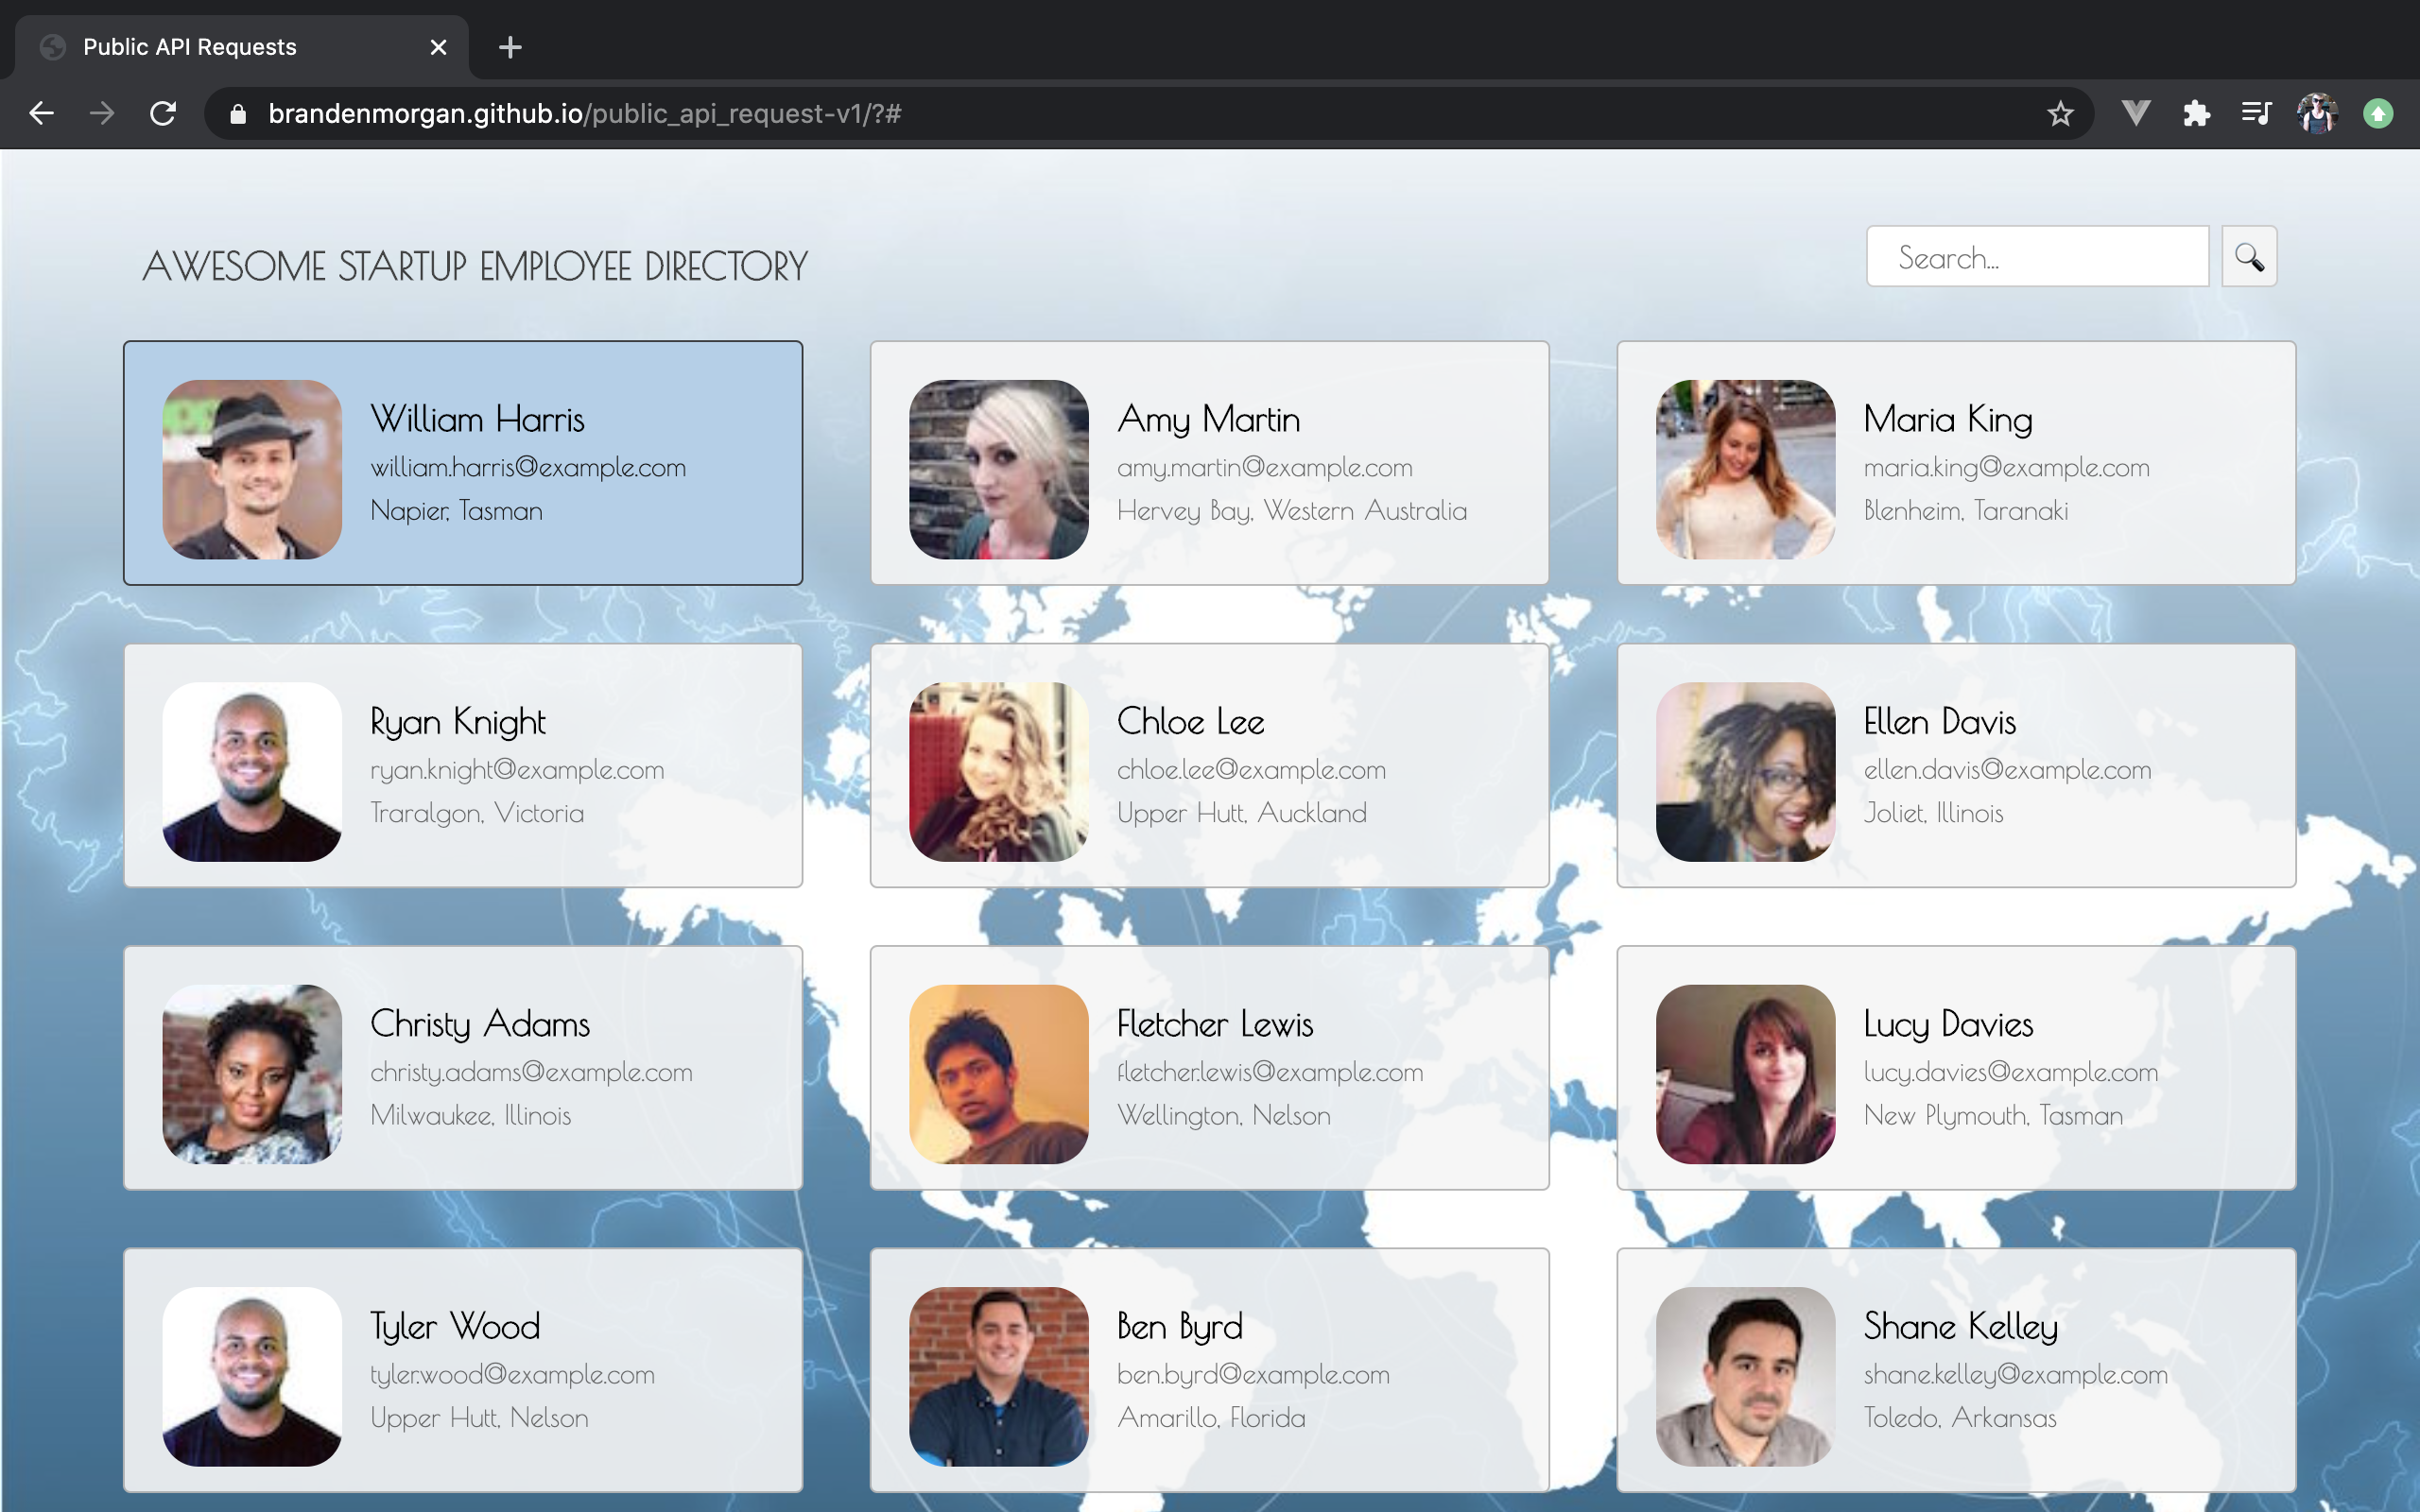 Public API Requests
brandenmorgan.github.io/public_api_request-v1/?#
AWESOME STARTUP EMPLOYEE DIRECTORY
Search...
William Harris
william.harris@example.com
Napier, Tasman
Amy Martin
amy.martin@example.com
Hervey Bay, Western Australia
Maria King
maria.king@example.com
Blenheim, Taranaki
Ryan Knight
ryan.knight@example.com
Traralgon, Victoria
Chloe Lee
chloe.lee@example.com
Upper Hutt, Auckland
Ellen Davis
ellen.davis@example.com
Joliet, Illinois
Christy Adams
christy.adams@example.com
Milwaukee, Illinois
Fletcher Lewis
fletcher.lewis@example.com
Wellington, Nelson
Lucy Davies
lucy.davies@example.com
New Plymouth, Tasman
Tyler Wood
tyler.wood@example.com
Upper Hutt, Nelson
Ben Byrd
ben.byrd@example.com
Amarillo, Florida
Shane Kelley
shane.kelley@example.com
Toledo, Arkansas